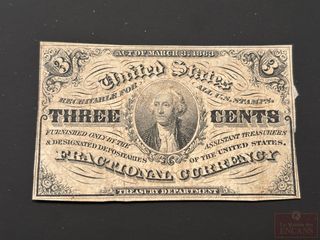 ACT OF MARCH 3, 1863.
3 United States 3
RECEIVABLE FOR ALL U.S. STAMPS.
THREE CENTS
FURNISHED ONLY BY THE ASSISTANT TREASURERS
& DESIGNATED DEPOSITARIES OF THE UNITED STATES.
FRACTIONAL CURRENCY
TREASURY DEPARTMENT
ENCANS